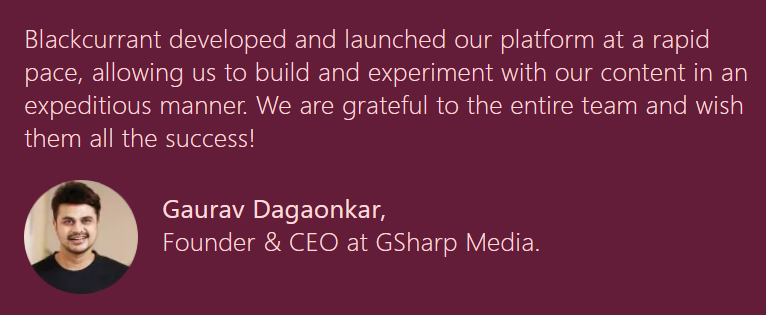 Blackcurrant developed and launched our platform at a rapid
pace, allowing us to build and experiment with our content in an
expeditious manner. We are grateful to the entire team and wish
them all the success!
Gaurav Dagaonkar,
Founder & CEO at GSharp Media.